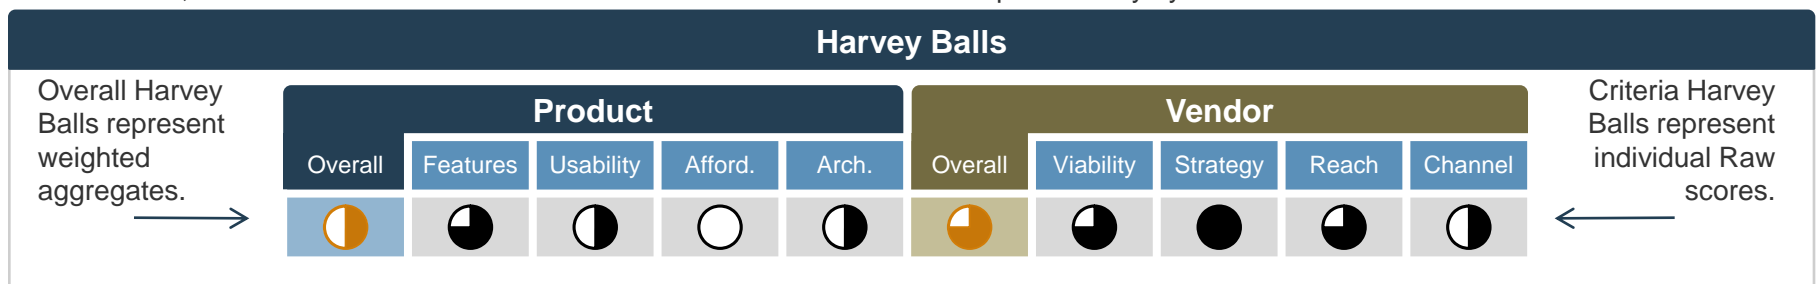 Harvey Balls
Overall Harvey
Balls represent
weighted
aggregates.
Product
Vendor
Overall
Features
Usability
Afford.
Arch.
Overall
Viability
Strategy
Reach
Channel
Criteria Harvey
Balls represent
individual Raw
scores.